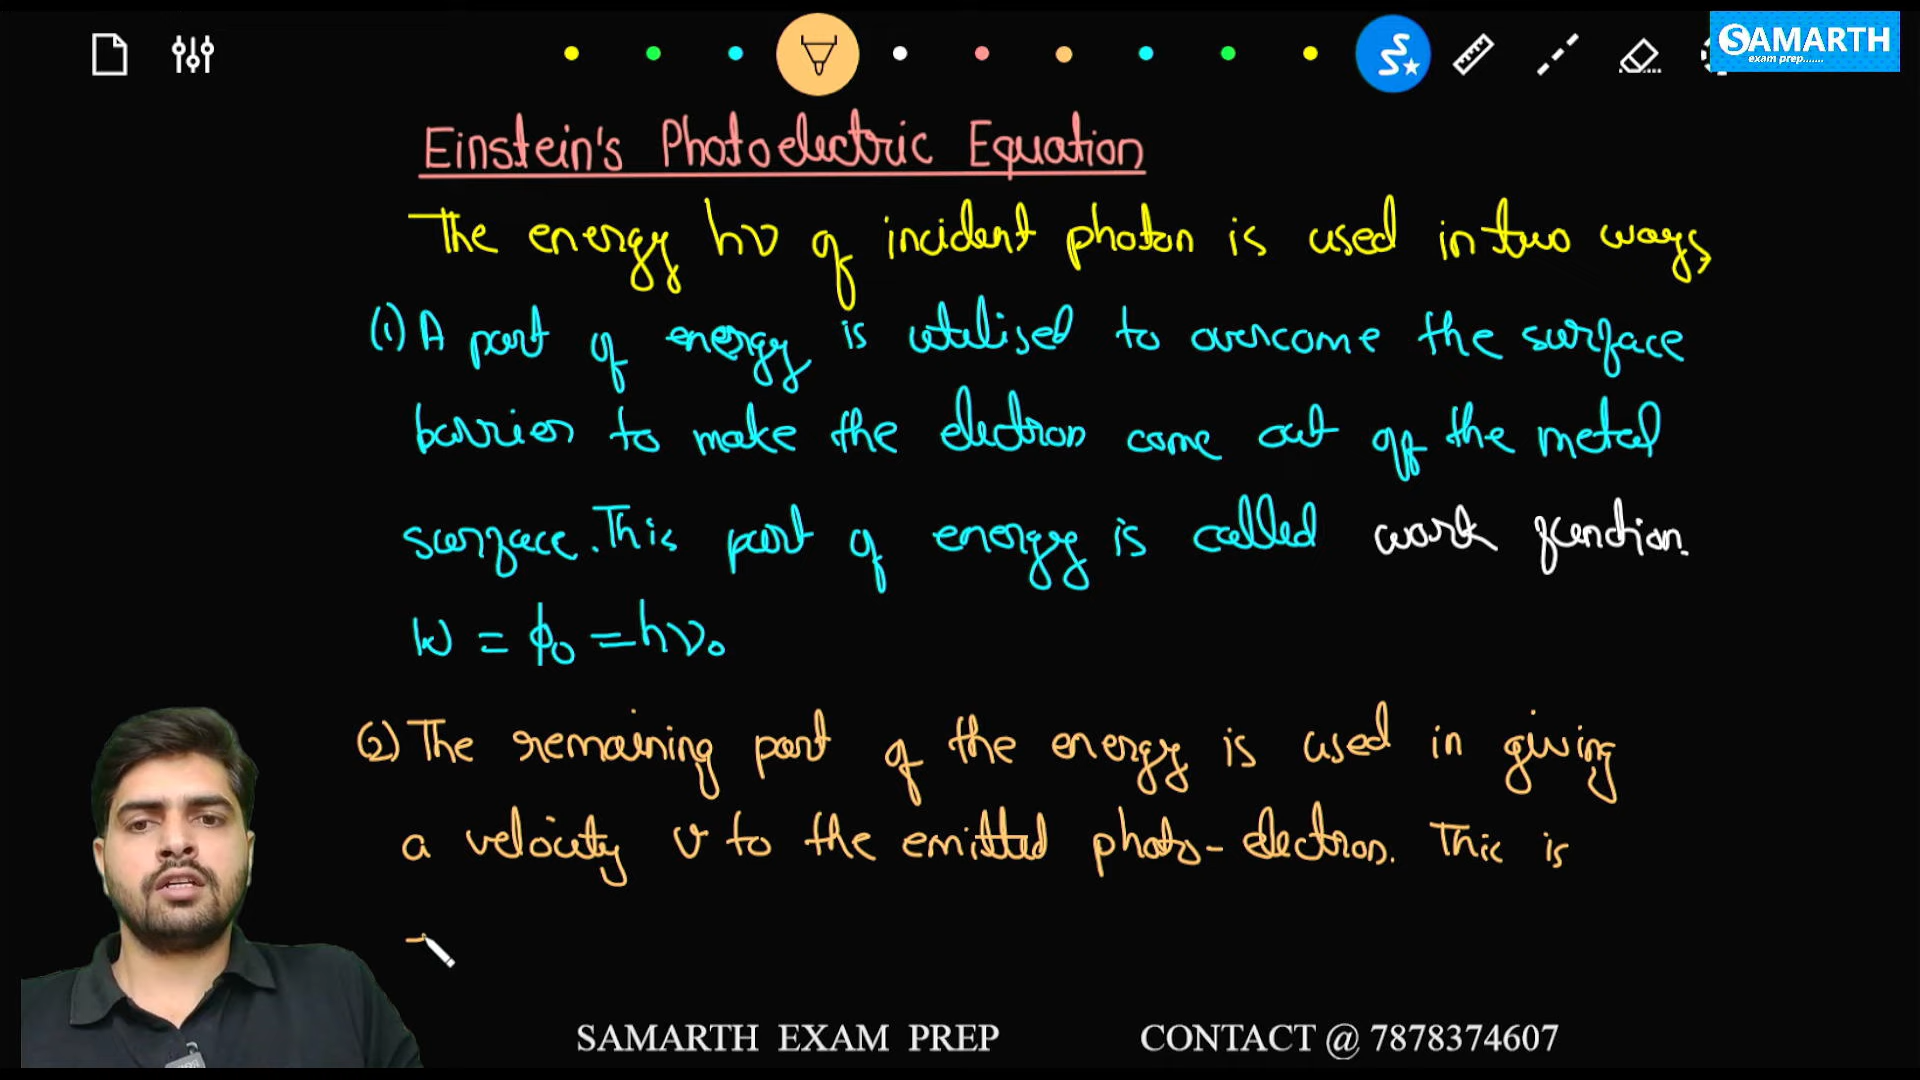 SAMARTH
exam prep.......
Einstein's Photoelectric Equation
The energy hν of incident photon is used in two ways,
(1) A part of energy is utilised to overcome the surface
barrier to make the electron come out of the metal
surface. This part of energy is called work function.
W = ϕ₀ = hν₀
(2) The remaining part of the energy is used in giving
a velocity v to the emitted photo-electron. This is
SAMARTH EXAM PREP
CONTACT @ 7878374607